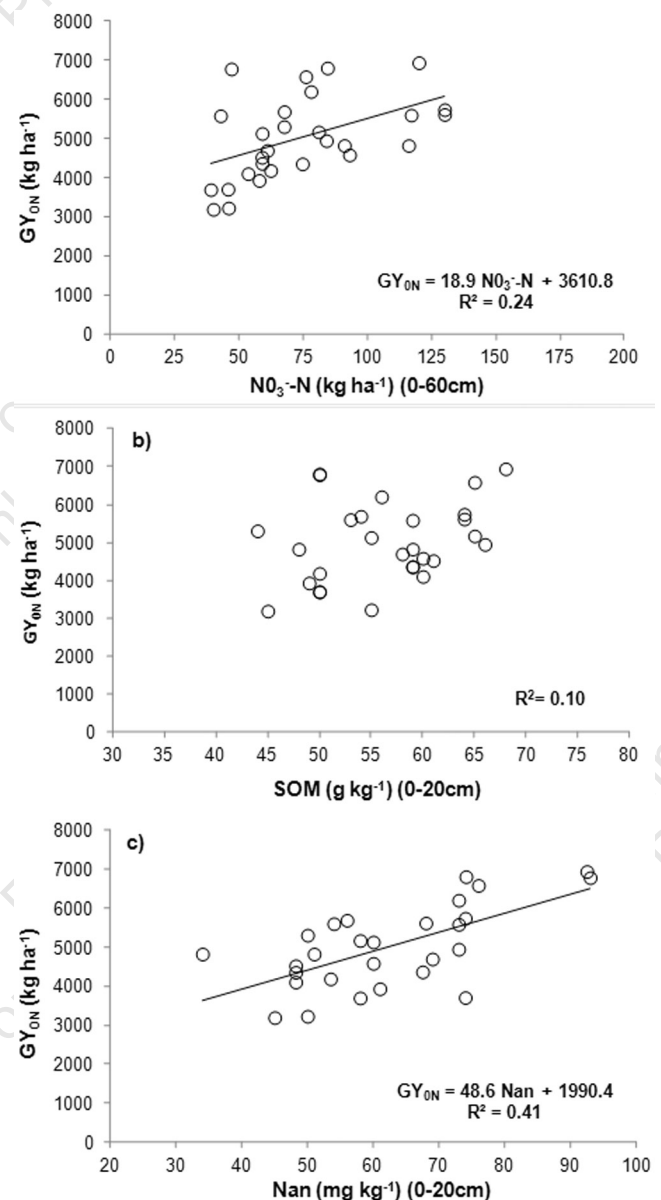 8000
7000
6000
5000
4000
3000
2000
1000
0
GY0N (kg ha-1)
GY0N = 18.9 N03--N + 3610.8
R² = 0.24
0 25 50 75 100 125 150 175 200
N03--N (kg ha-1) (0-60cm)
b)
8000
7000
6000
5000
4000
3000
2000
1000
0
GY0N (kg ha-1)
R²= 0.10
30 35 40 45 50 55 60 65 70 75 80
SOM (g kg-1) (0-20cm)
c)
8000
7000
6000
5000
4000
3000
2000
1000
0
GY0N (kg ha-1)
GY0N = 48.6 Nan + 1990.4
R² = 0.41
20 30 40 50 60 70 80 90 100
Nan (mg kg-1) (0-20cm)